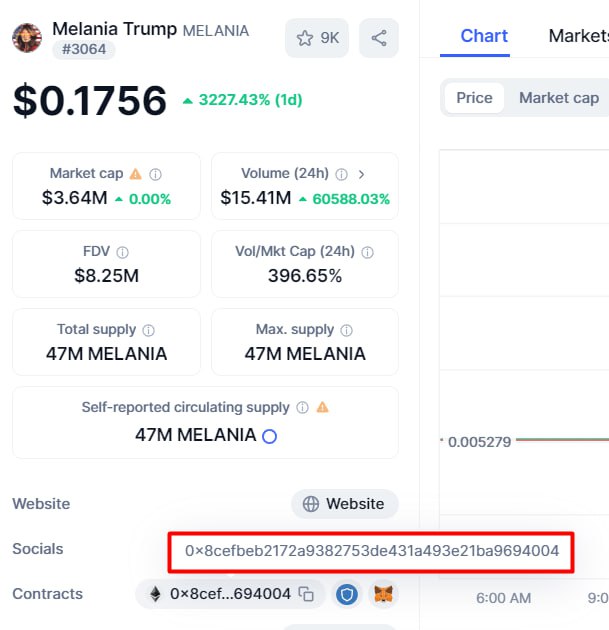 Melania Trump MELANIA
#3064
9K
$0.1756 3227.43% (1d)
Market cap
$3.64M 0.00%
Volume (24h)
$15.41M 60588.03%
FDV
$8.25M
Vol/Mkt Cap (24h)
396.65%
Total supply
47M MELANIA
Max. supply
47M MELANIA
Self-reported circulating supply
47M MELANIA
Website Website
Socials 0x8cefbeb2172a9382753de431a493e21ba9694004
Contracts 0x8cef...694004
Chart Markets
Price Market cap
0.005279
6:00 AM 9:0